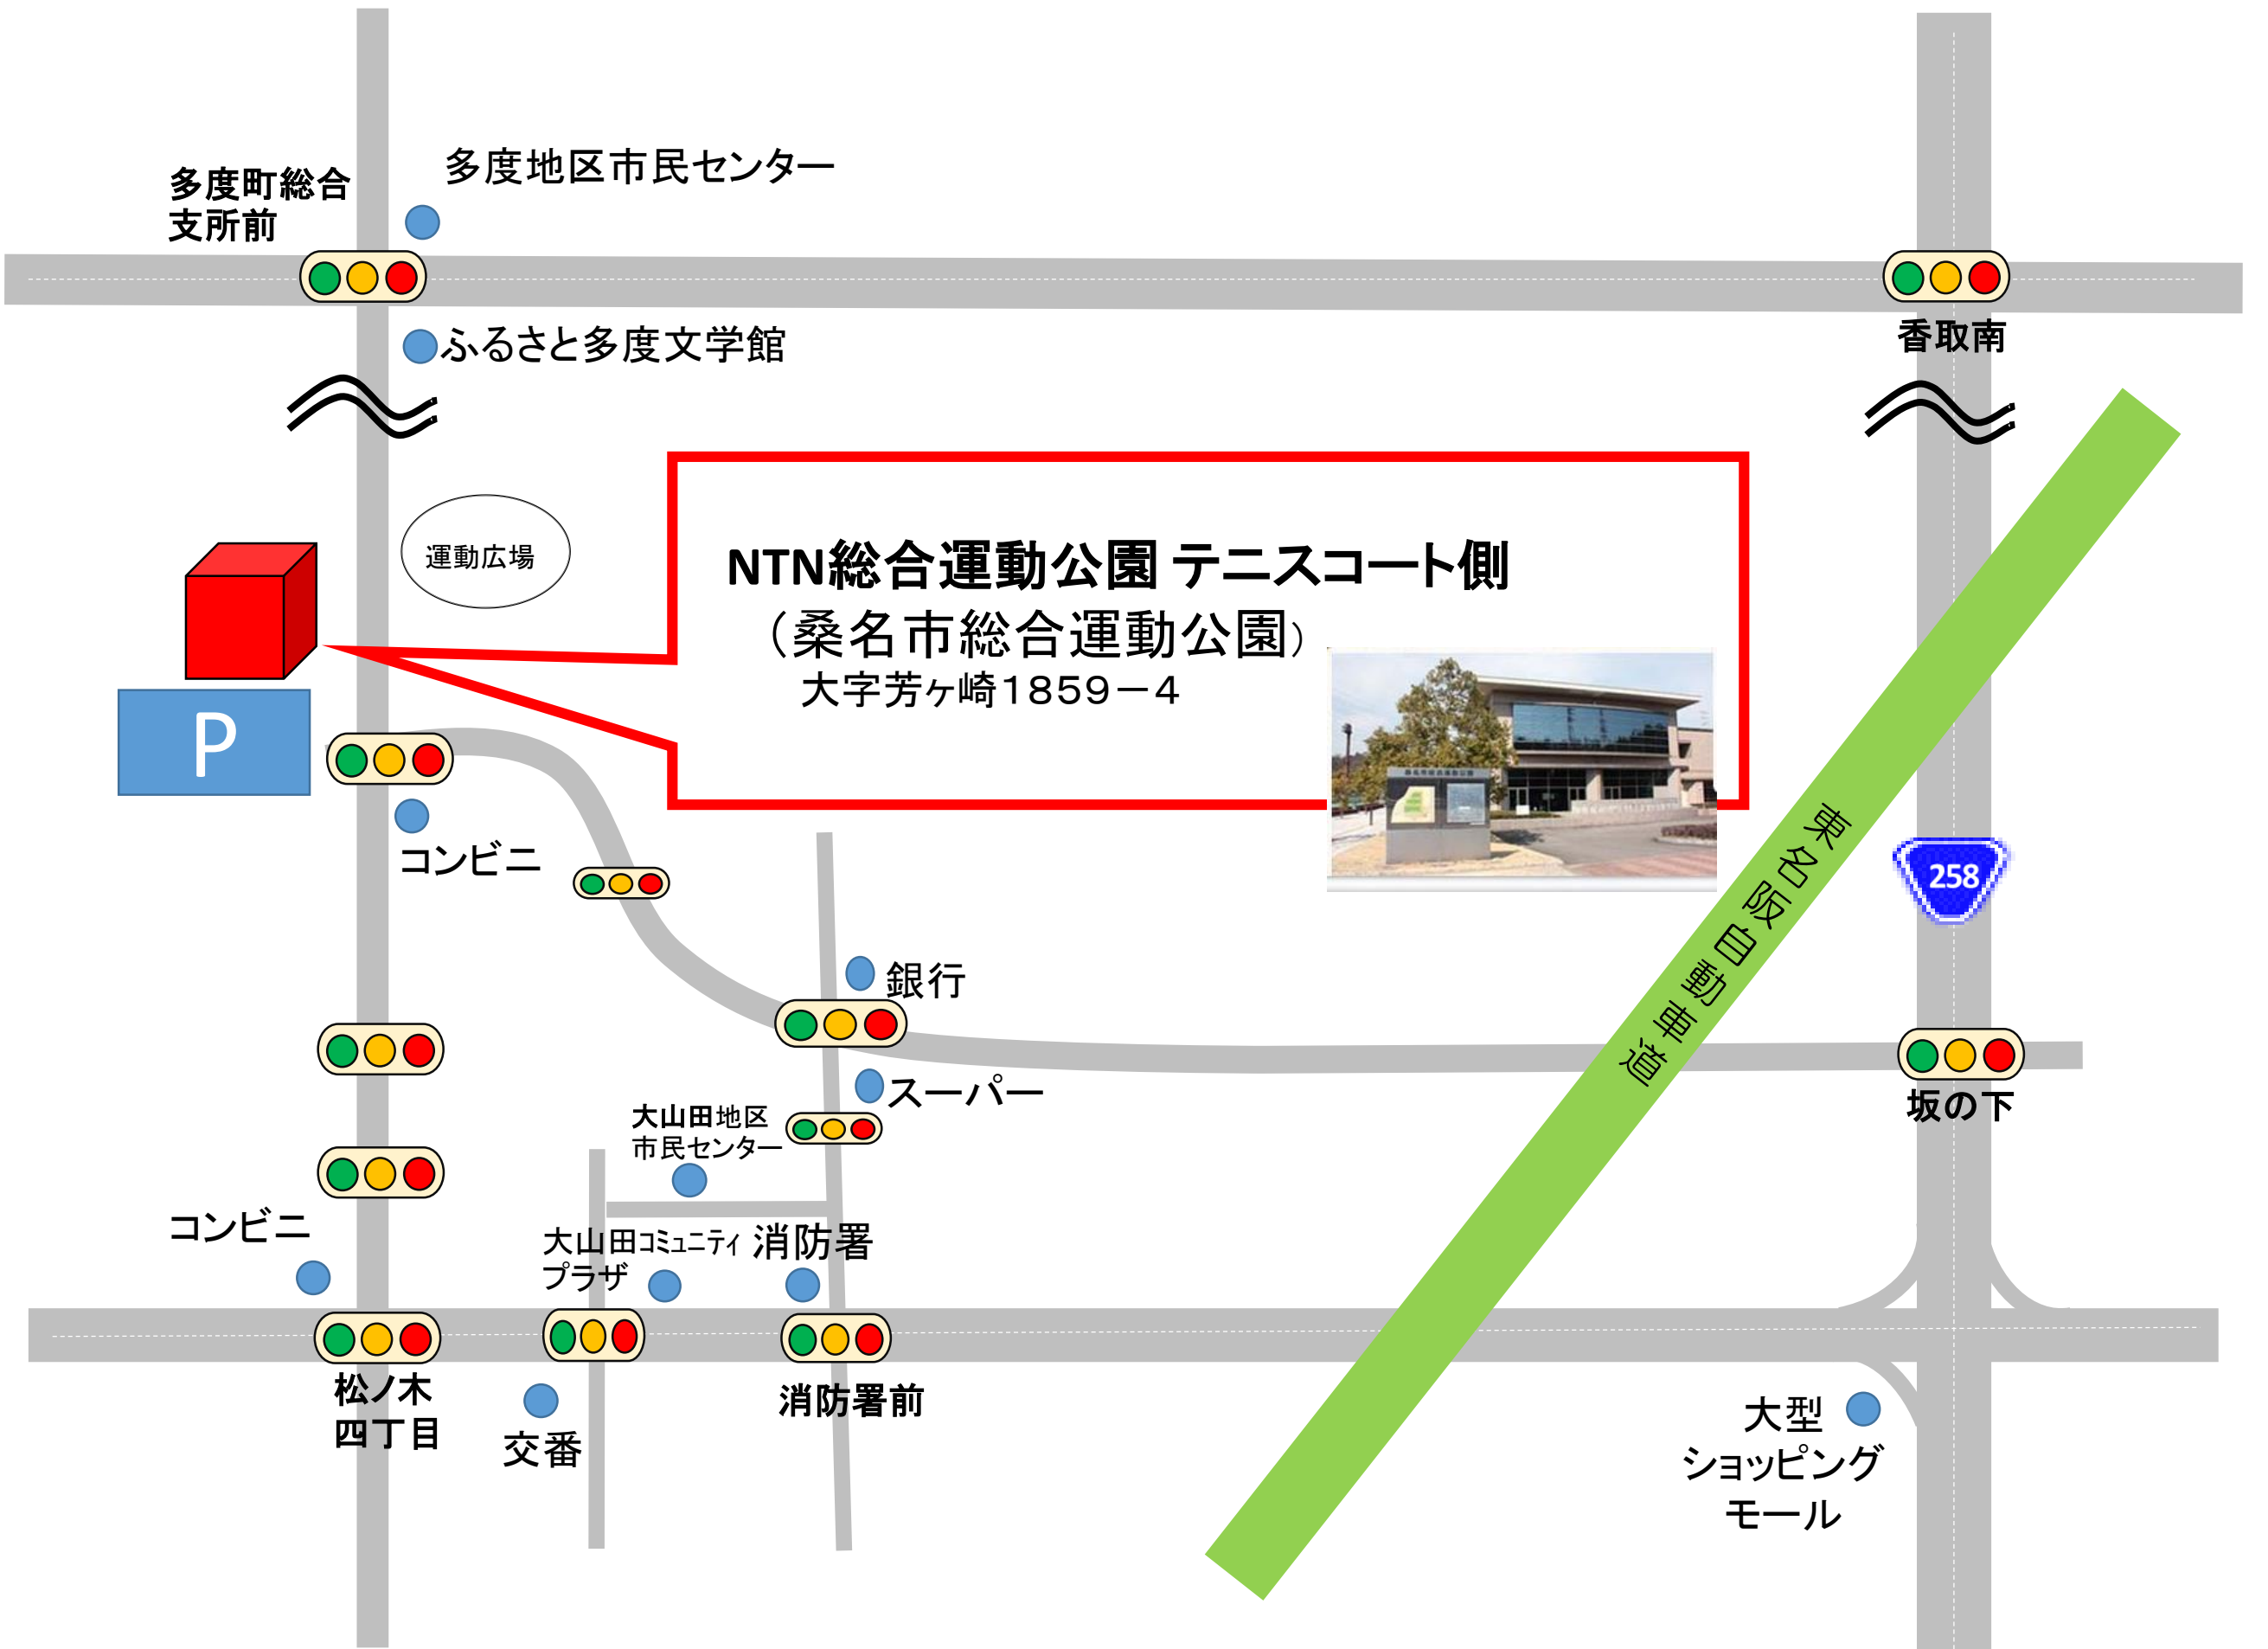 多度地区市民センター
多度町総合
支所前
ふるさと多度文学館
香取南
運動広場
NTN総合運動公園 テニスコート側
（桑名市総合運動公園）
大字芳ヶ崎１８５９－４
P
コンビニ
東名阪自動車道
258
銀行
スーパー
坂の下
大山田地区
市民センター
コンビニ
大山田コミュニティ
プラザ
消防署
松ノ木
四丁目
交番
消防署前
大型
ショッピング
モール